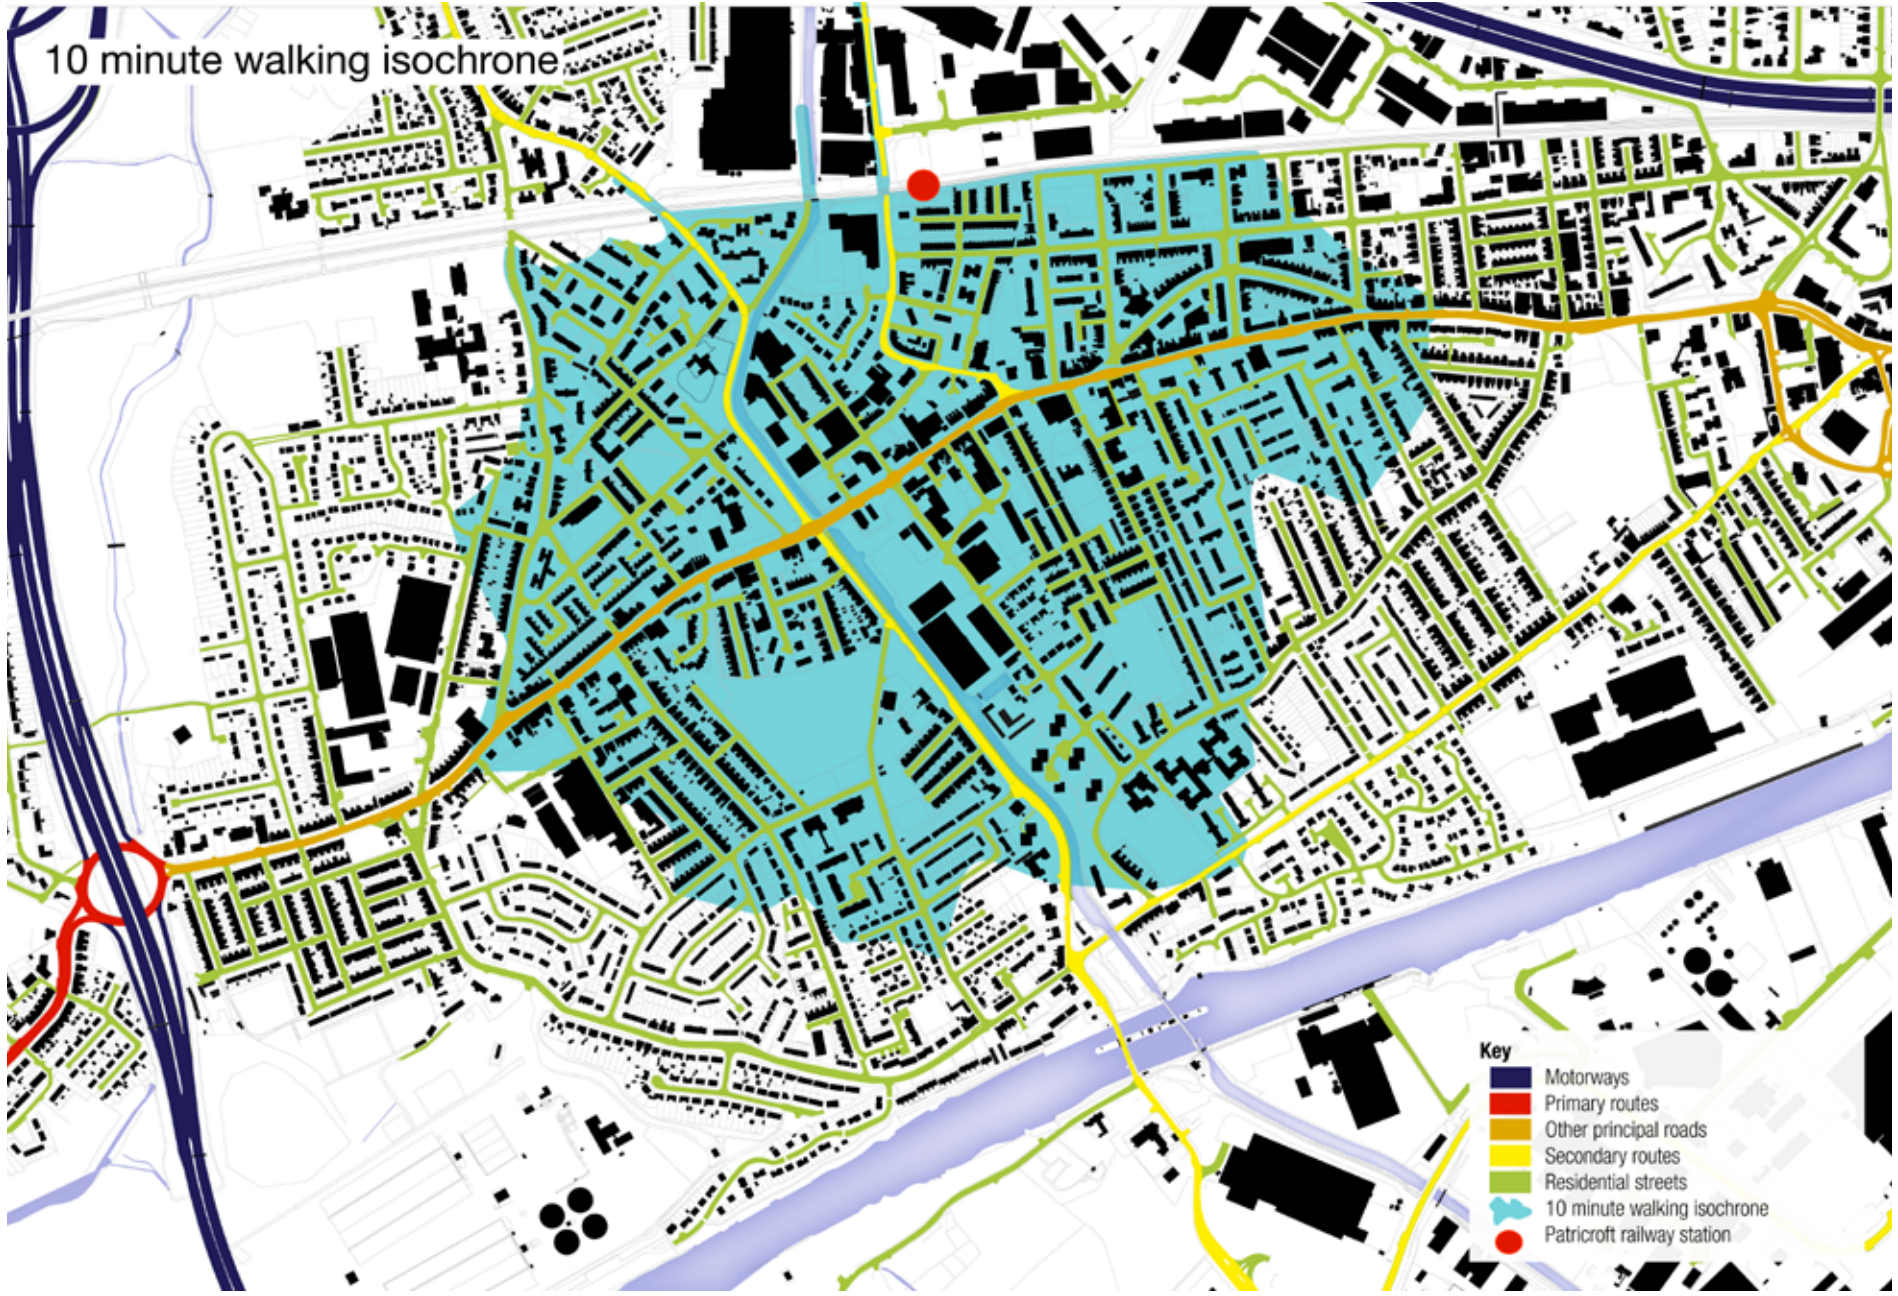 10 minute walking isochrone
Key
Motorways
Primary routes
Other principal roads
Secondary routes
Residential streets
10 minute walking isochrone
Patricroft railway station